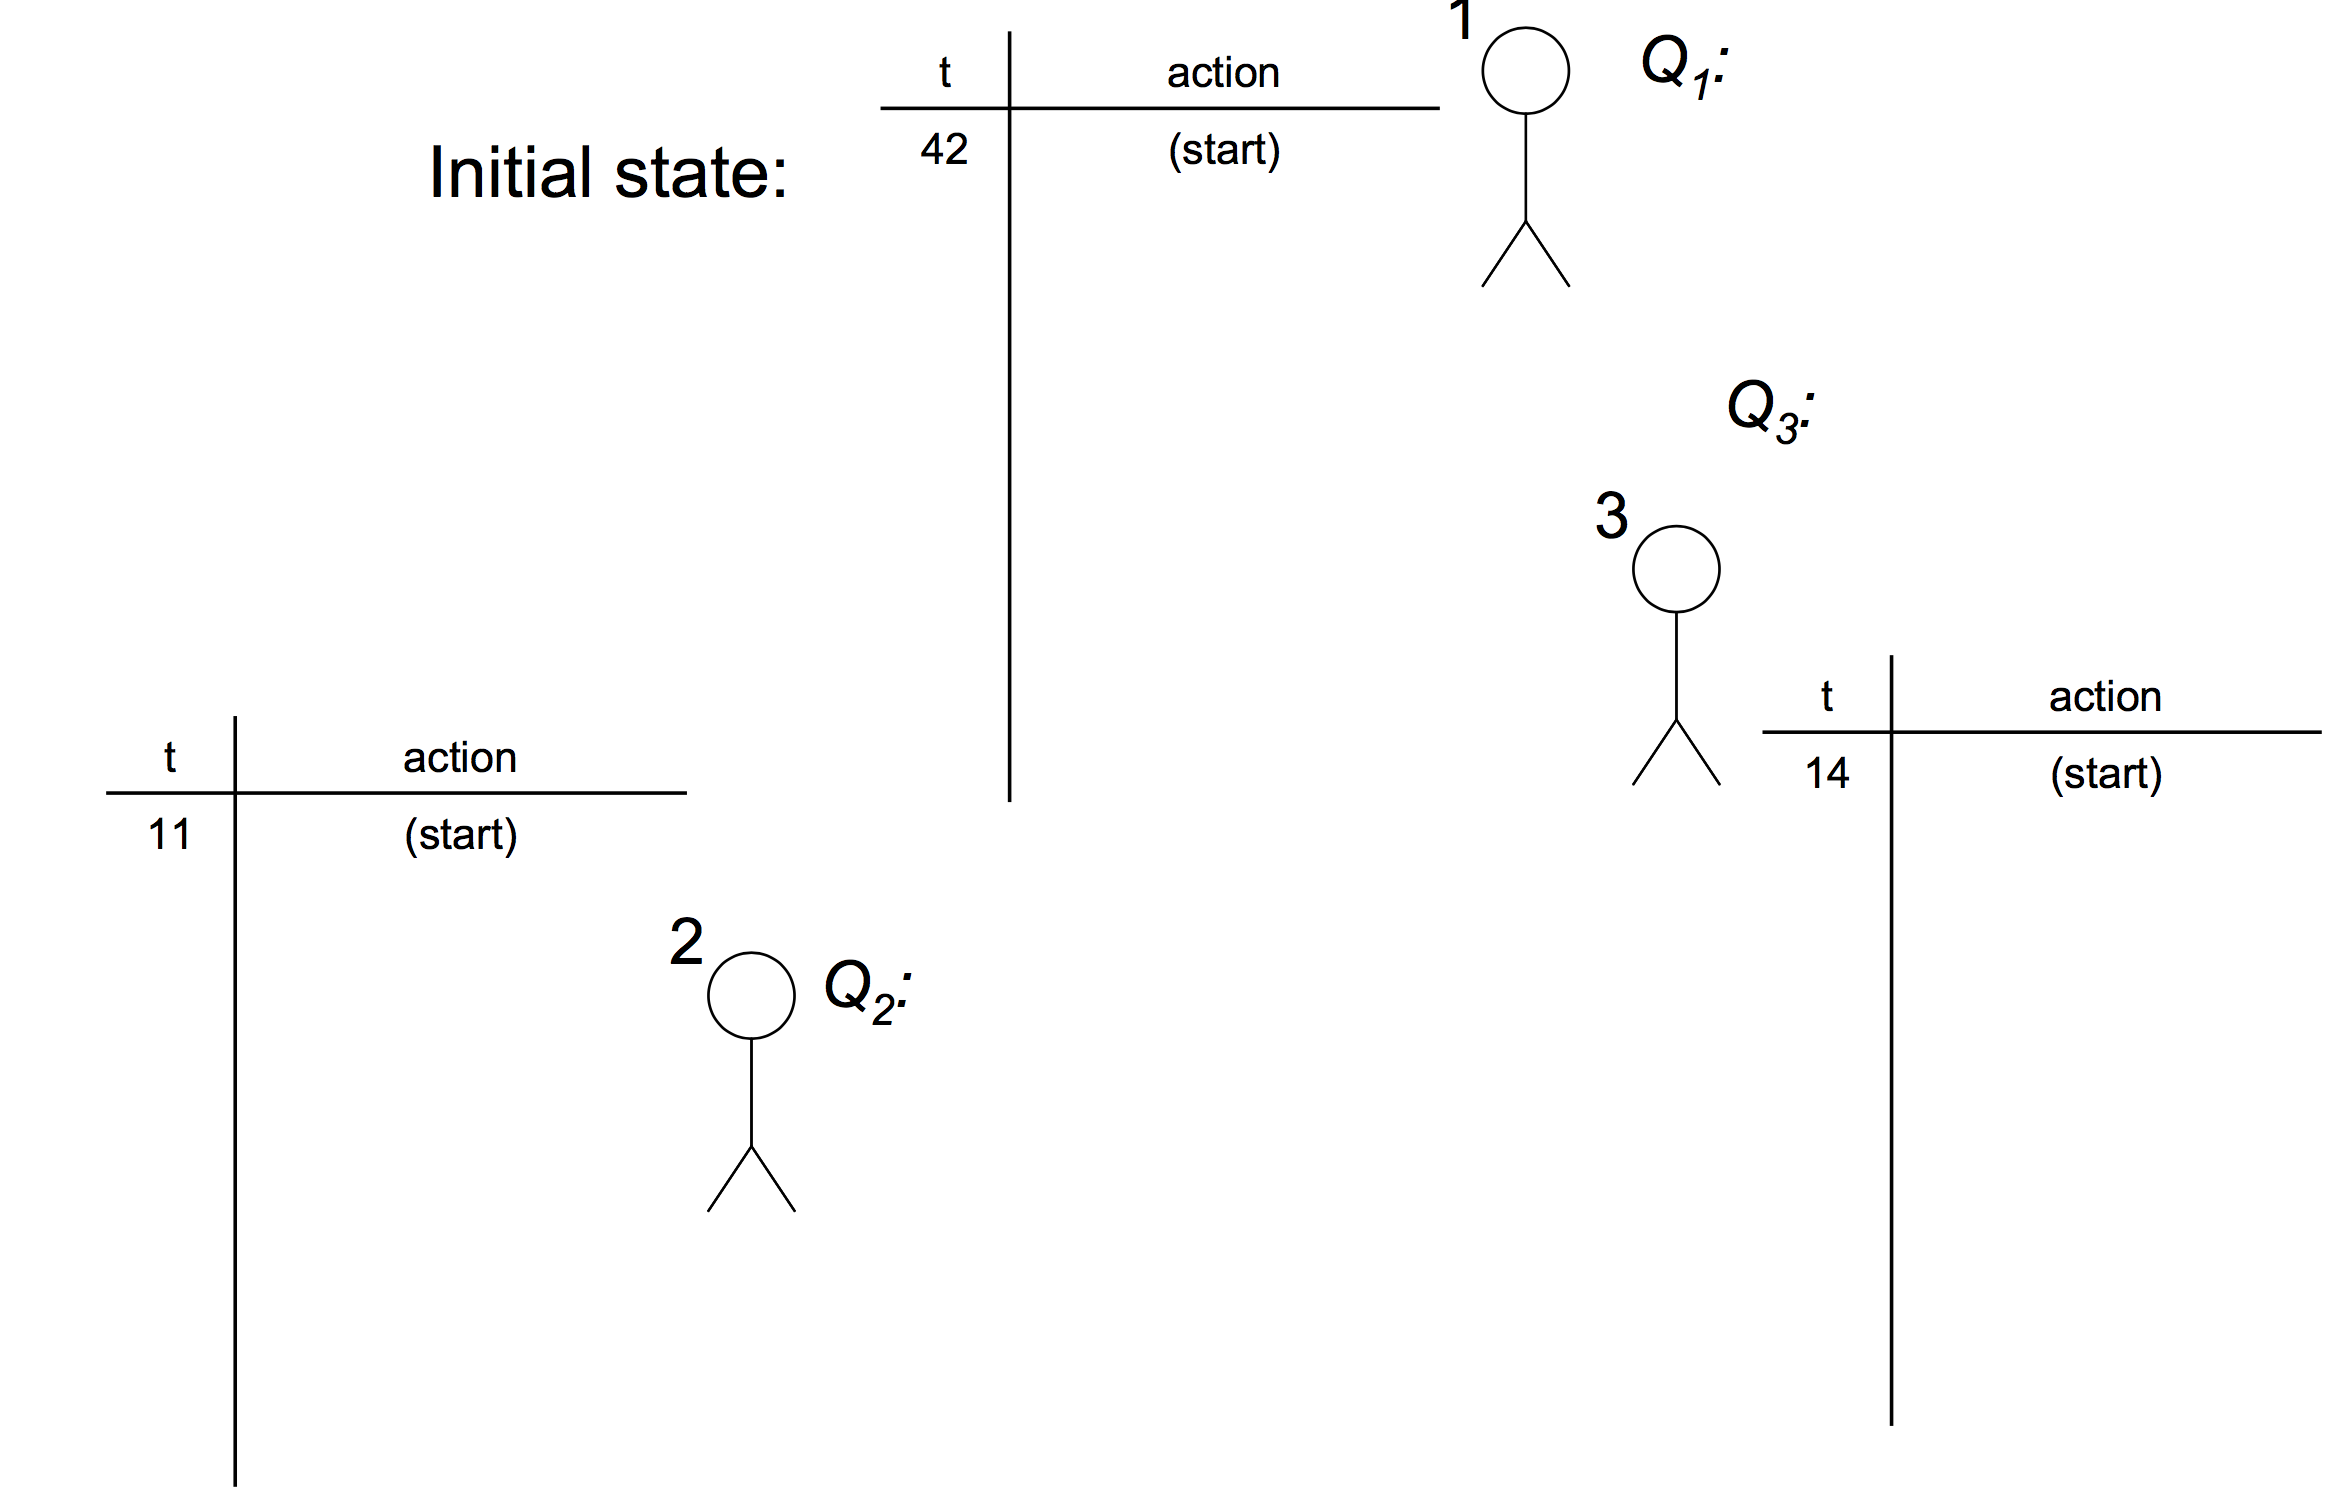 Initial state:
t action
42 (start)
1
Q1:
Q3:
3
t action
14 (start)
t action
11 (start)
2
Q2: